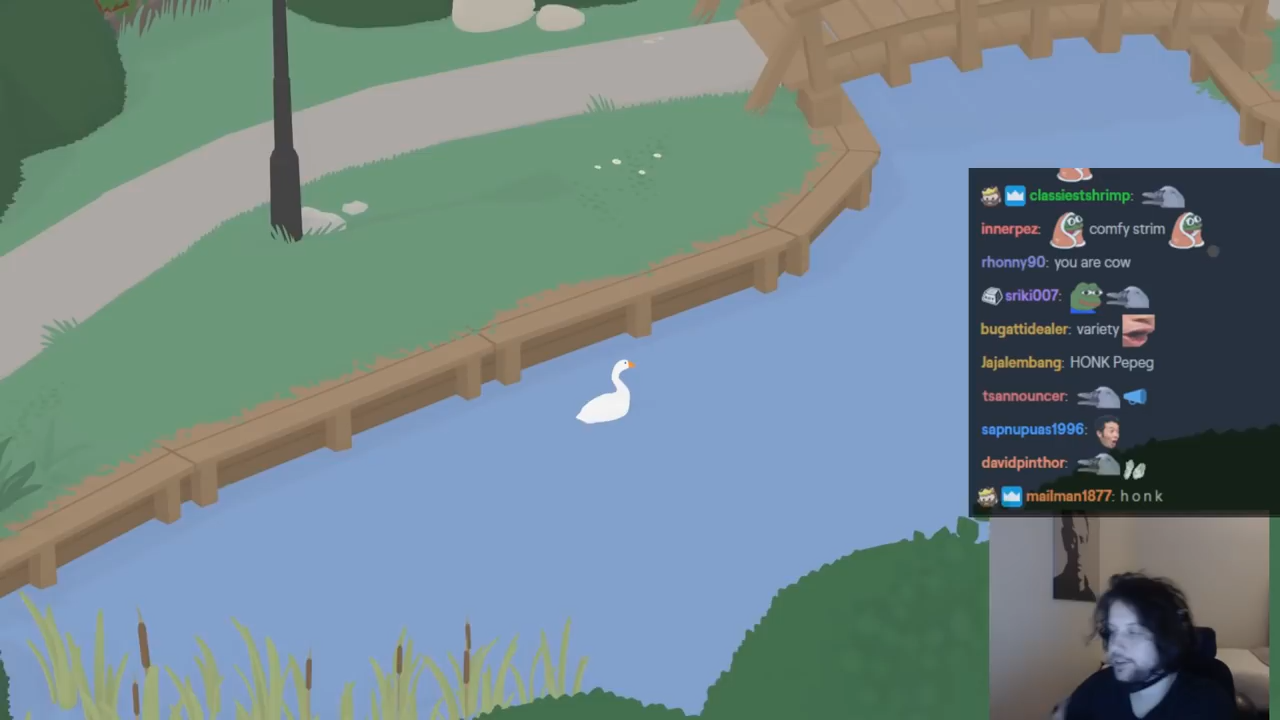 classiestshrimp:
innerpez: comfy strim
rhonny90: you are cow
sriki007:
bugattidealer: variety
Jajalembang: HONK Pepeg
tsannouncer:
sapnupuas1996:
davidpinthor:
mailman1877: h o n k